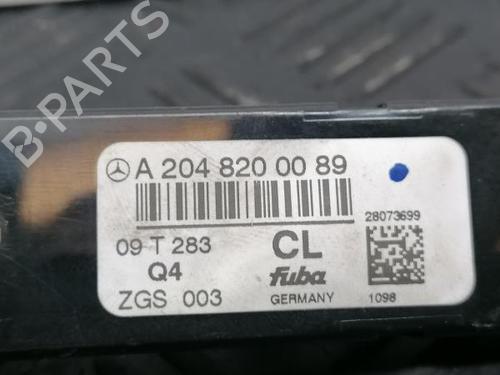 B-PARTS
A 204 820 00 89
28073699
09 T 283
CL
Q4
fuba
ZGS 003
GERMANY
1098